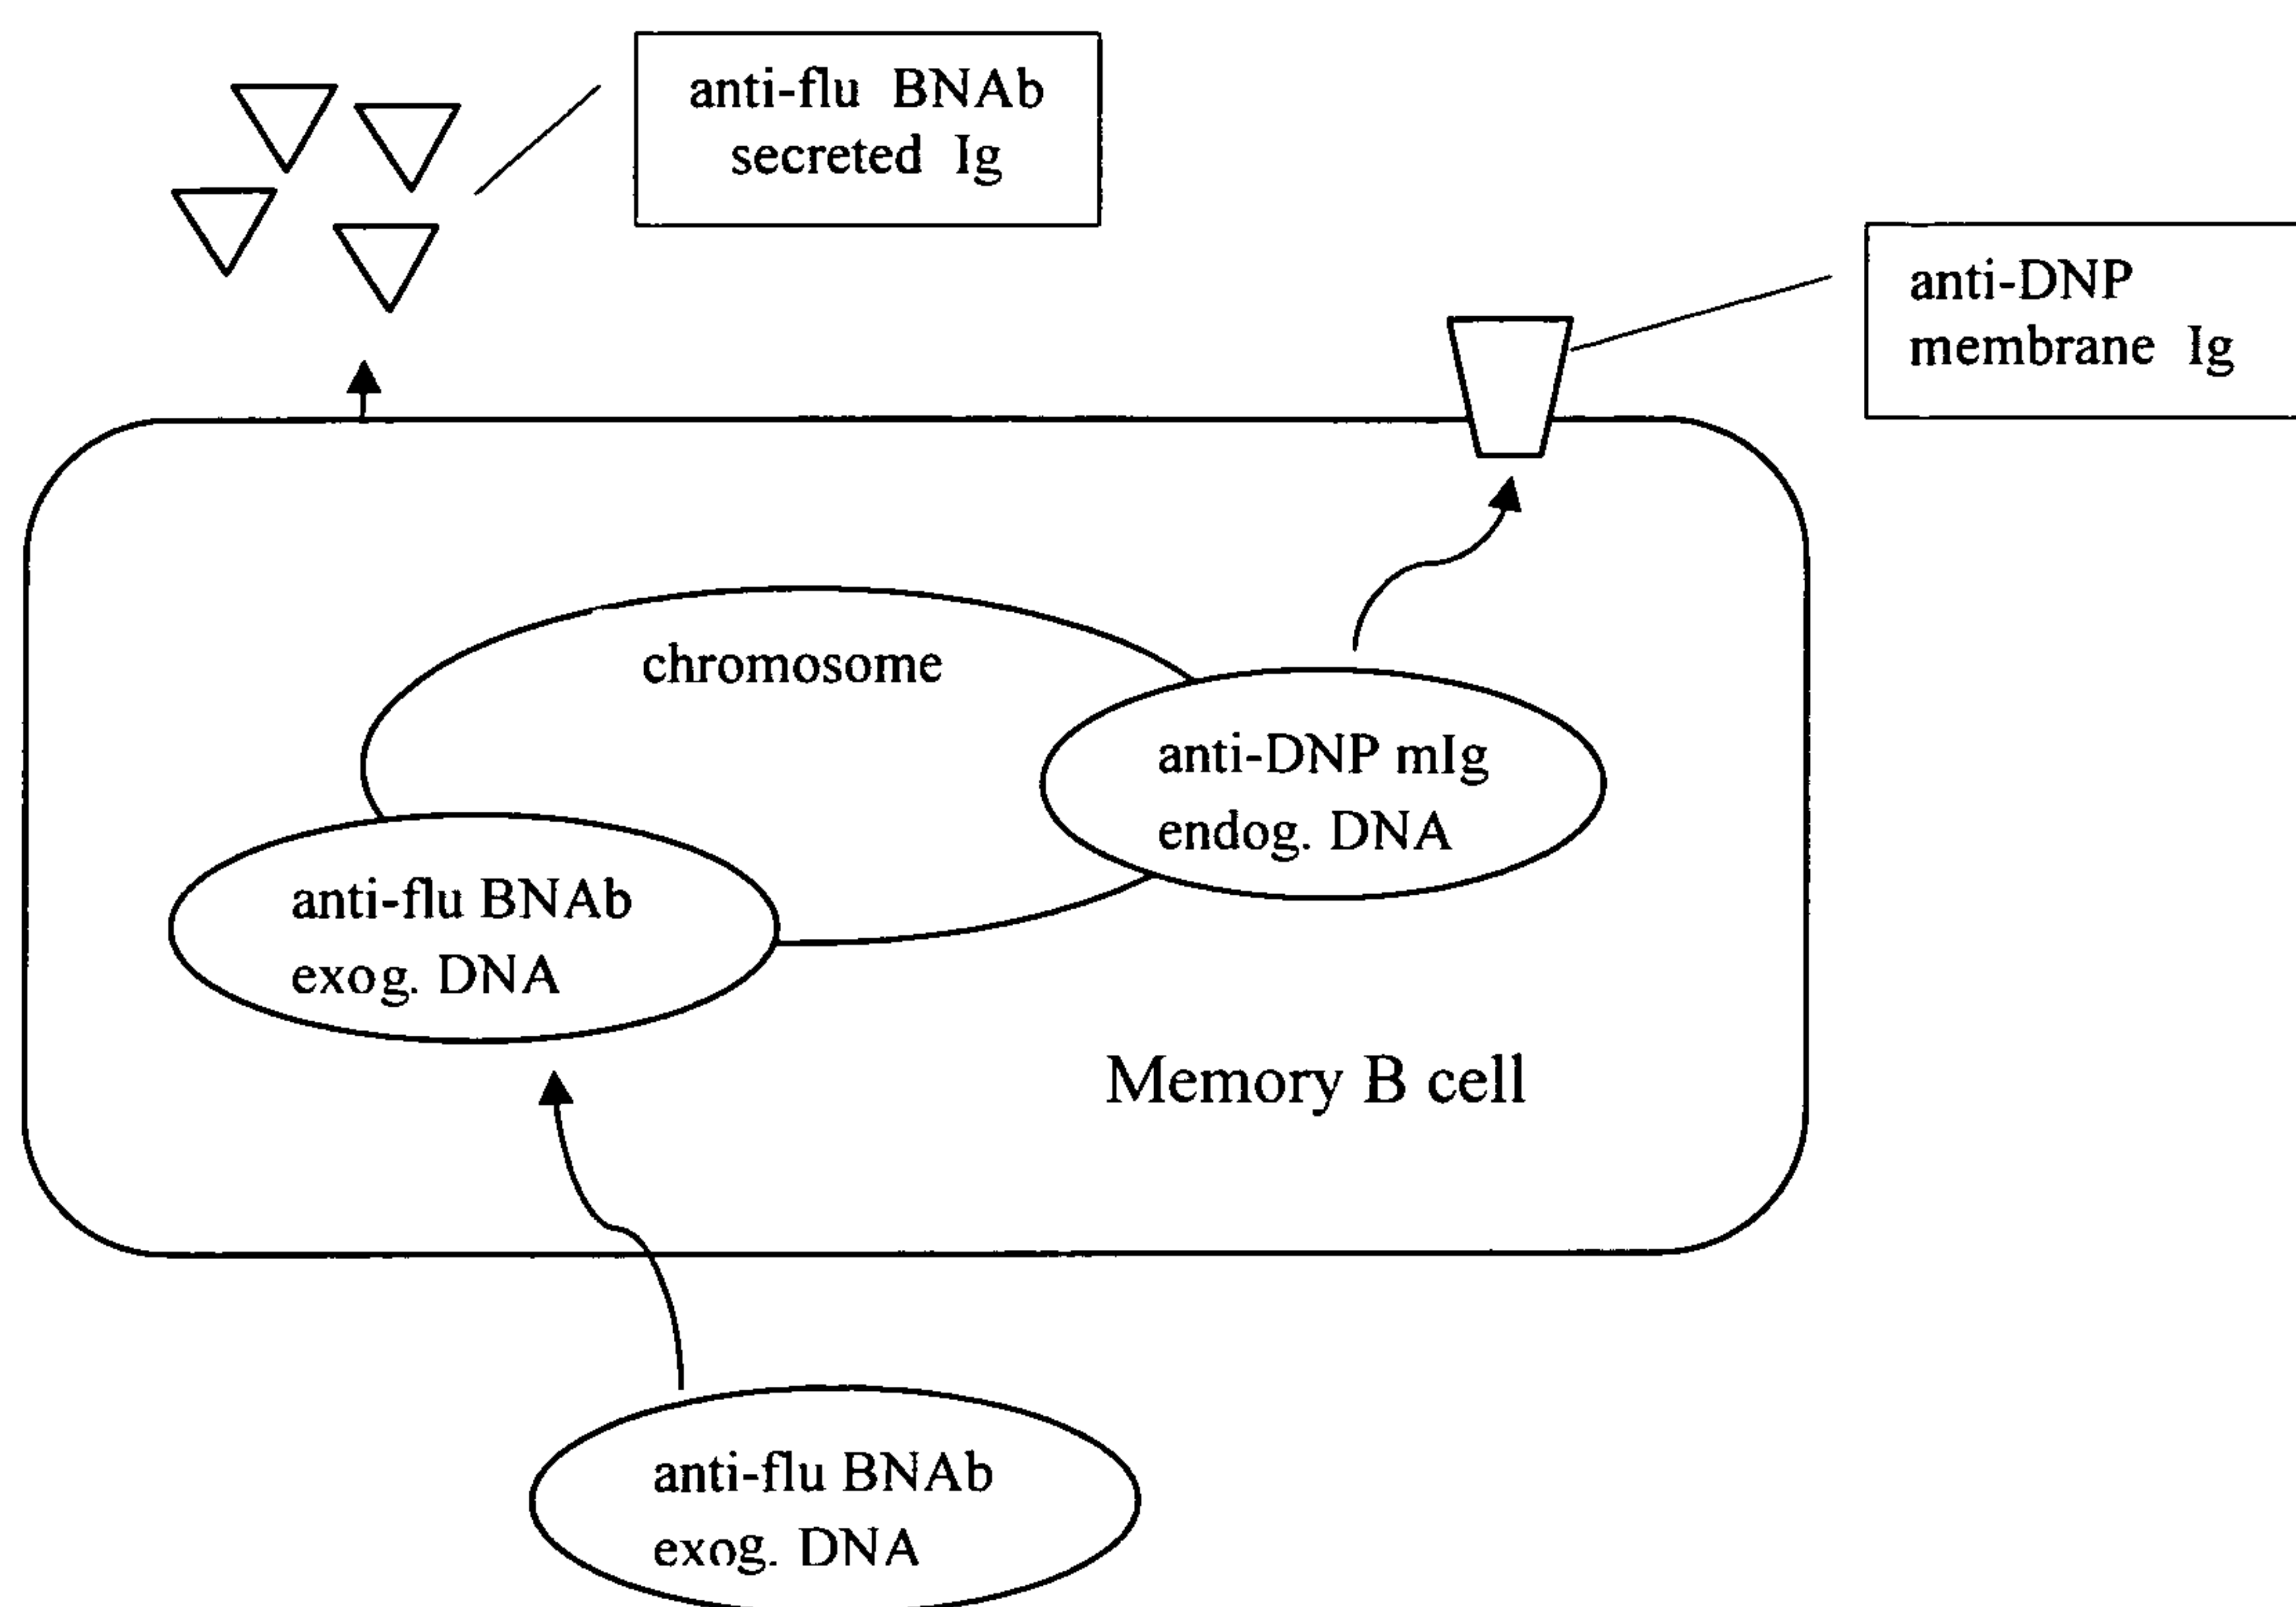 anti-flu BNAb
secreted Ig
anti-DNP
membrane Ig
chromosome
anti-DNP mIg
endog. DNA
anti-flu BNAb
exog. DNA
Memory B cell
anti-flu BNAb
exog. DNA